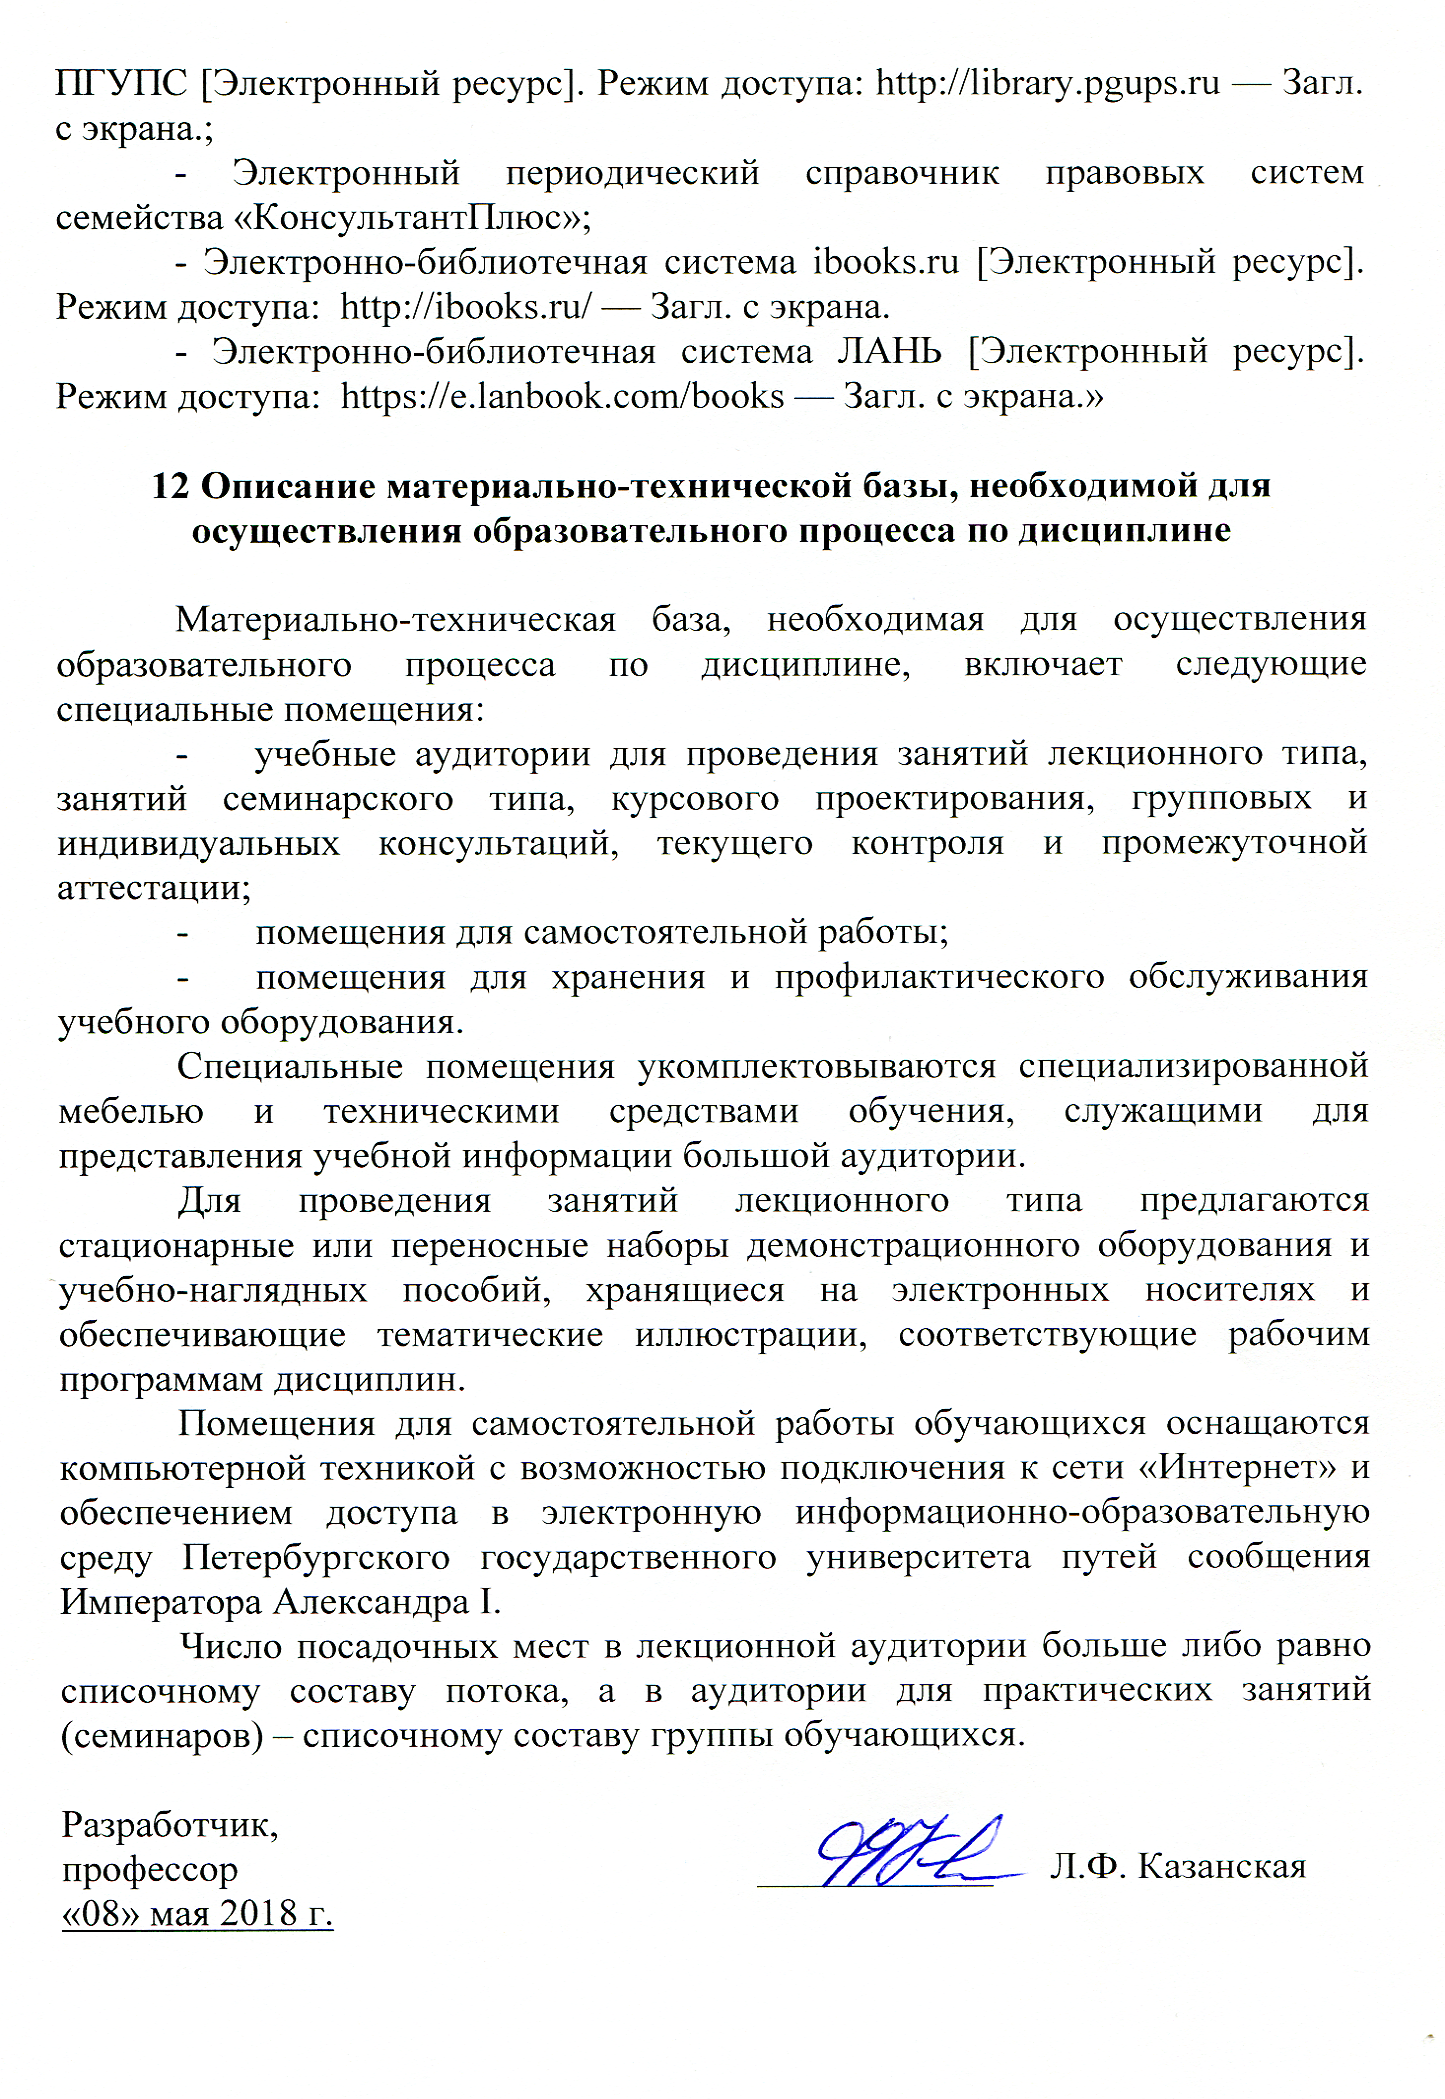 ПГУПС [Электронный ресурс]. Режим доступа: http://library.pgups.ru — Загл.
с экрана.;
- Электронный периодический справочник правовых систем
семейства «КонсультантПлюс»;
- Электронно-библиотечная система ibooks.ru [Электронный ресурс].
Режим доступа: http://ibooks.ru/ — Загл. с экрана.
- Электронно-библиотечная система ЛАНЬ [Электронный ресурс].
Режим доступа: https://e.lanbook.com/books — Загл. с экрана.»
12 Описание материально-технической базы, необходимой для
осуществления образовательного процесса по дисциплине
Материально-техническая база, необходимая для осуществления
образовательного процесса по дисциплине, включает следующие
специальные помещения:
- учебные аудитории для проведения занятий лекционного типа,
занятий семинарского типа, курсового проектирования, групповых и
индивидуальных консультаций, текущего контроля и промежуточной
аттестации;
- помещения для самостоятельной работы;
- помещения для хранения и профилактического обслуживания
учебного оборудования.
Специальные помещения укомплектовываются специализированной
мебелью и техническими средствами обучения, служащими для
представления учебной информации большой аудитории.
Для проведения занятий лекционного типа предлагаются
стационарные или переносные наборы демонстрационного оборудования и
учебно-наглядных пособий, хранящиеся на электронных носителях и
обеспечивающие тематические иллюстрации, соответствующие рабочим
программам дисциплин.
Помещения для самостоятельной работы обучающихся оснащаются
компьютерной техникой с возможностью подключения к сети «Интернет» и
обеспечением доступа в электронную информационно-образовательную
среду Петербургского государственного университета путей сообщения
Императора Александра I.
Число посадочных мест в лекционной аудитории больше либо равно
списочному составу потока, а в аудитории для практических занятий
(семинаров) – списочному составу группы обучающихся.
Разработчик,
профессор Л.Ф. Казанская
«08» мая 2018 г.